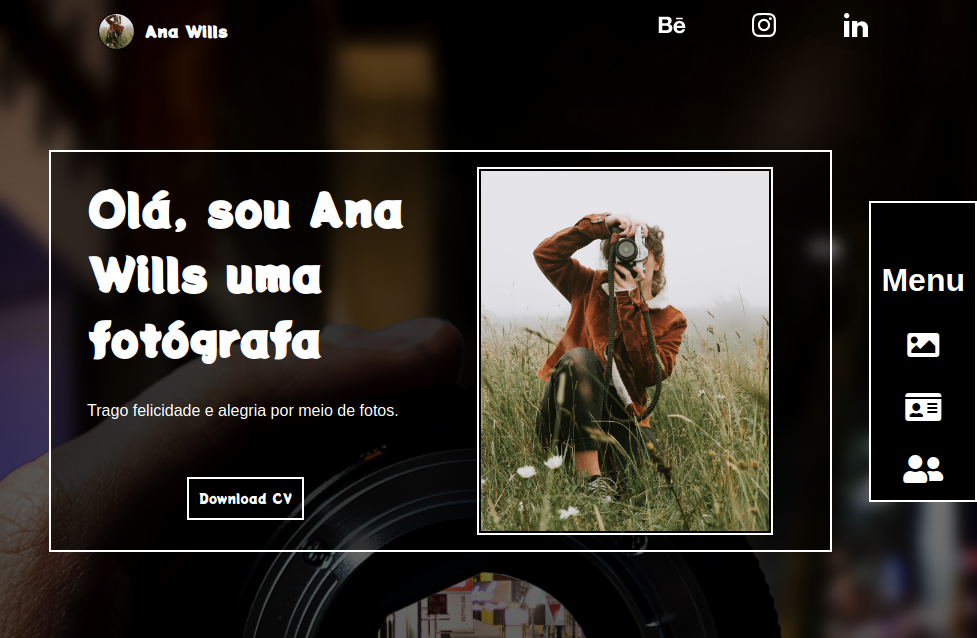 Ana Wills
Bē
Olá, sou Ana
Wills uma
fotógrafa
Trago felicidade e alegria por meio de fotos.
Download CV
Menu